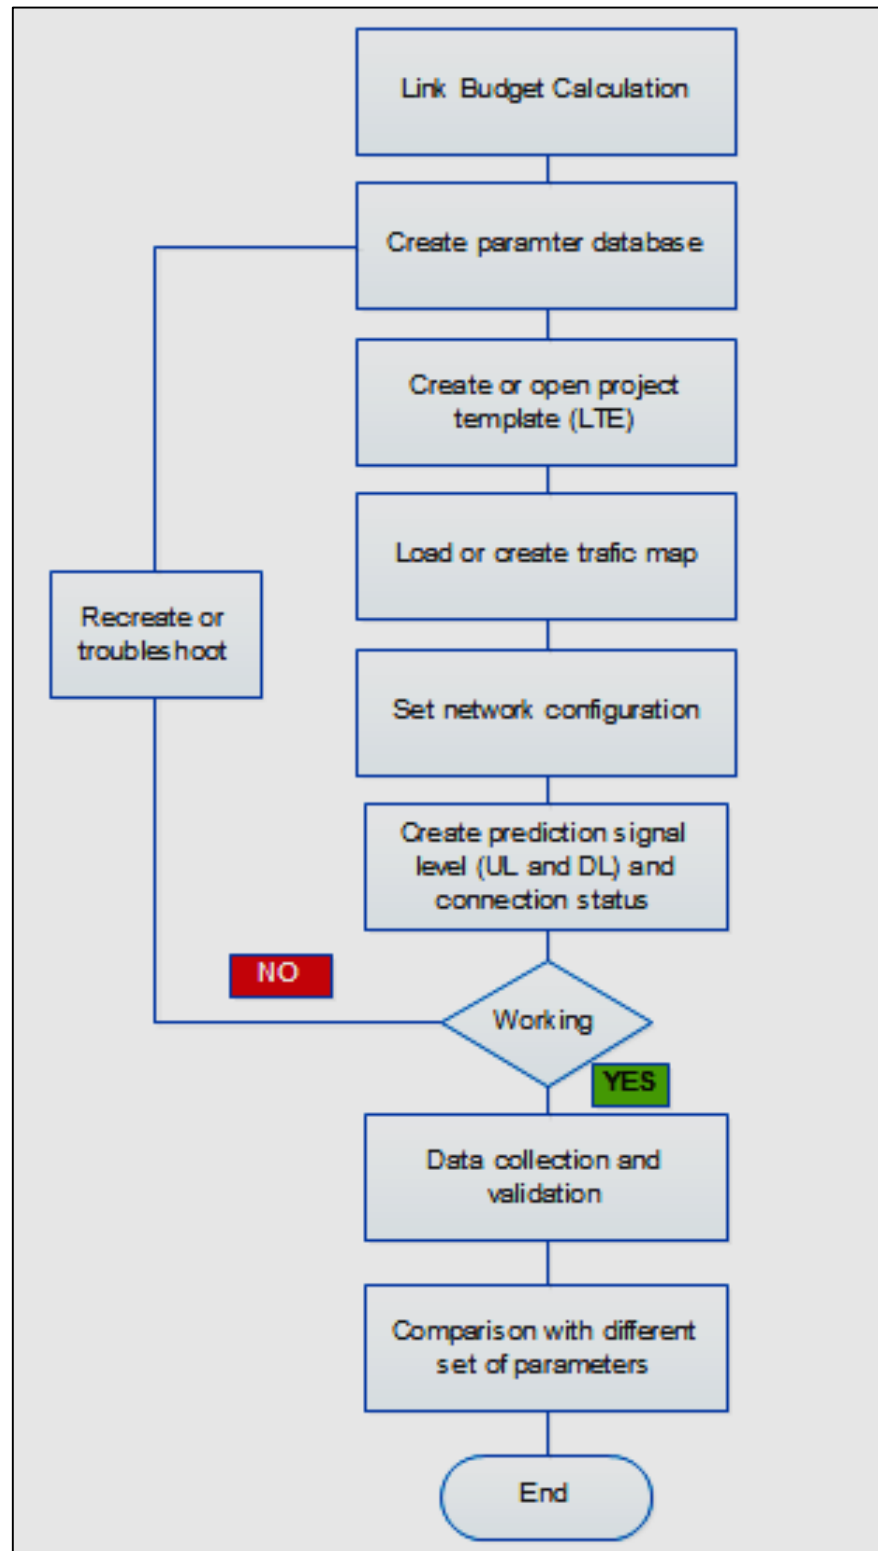 Link Budget Calculation
Create paramter database
Create or open project
template (LTE)
Load or create trafic map
Recreate or
troubleshoot
Set network configuration
Create prediction signal
level (UL and DL) and
connection status
NO
Working
YES
Data collection and
validation
Comparison with different
set of parameters
End